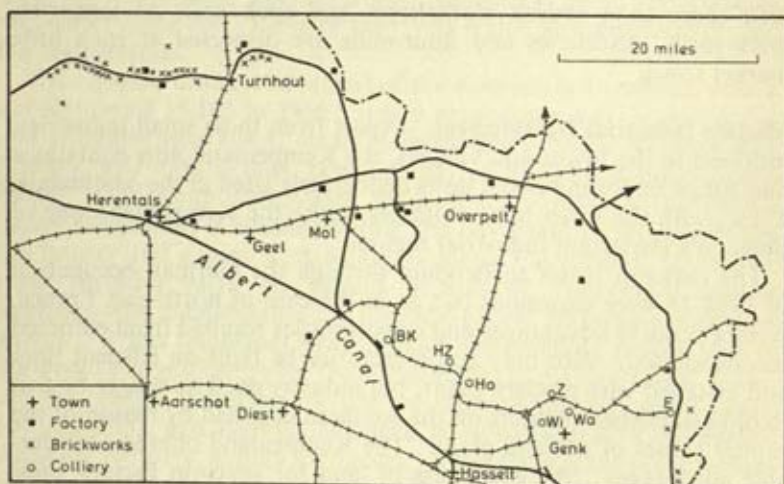 20 miles
Turnhout
Herentals
Geel
Mol
Overpelt
Albert
Canal
BK
HZ
Ho
Z
E
Wi
Wa
Genk
Aarschot
Diest
Hasselt
Town
Factory
Brickworks
Colliery